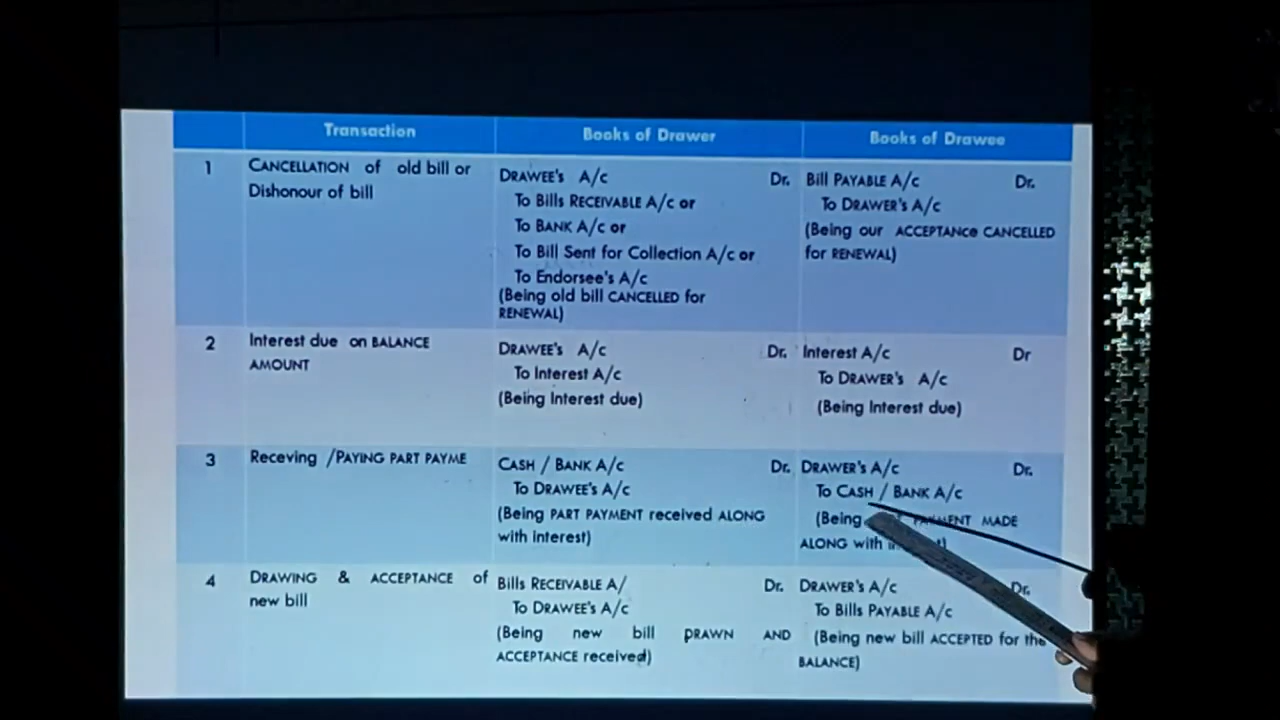 Transaction Books of Drawer Books of Drawee
1 CANCELLATION of old bill or
Dishonour of bill
DRAWEE'S A/c Dr.
To Bills RECEIVABLE A/c or
To BANK A/c or
To Bill Sent for Collection A/c or
To Endorsee's A/c
(Being old bill CANCELLED for
RENEWAL)
Bill PAYABLE A/c Dr.
To DRAWER'S A/c
(Being our ACCEPTANCE CANCELLED
for RENEWAL)
2 Interest due on BALANCE
AMOUNT
DRAWEE'S A/c Dr.
To Interest A/c
(Being Interest due)
Interest A/c Dr
To DRAWER'S A/c
(Being Interest due)
3 Receving /PAYING PART PAYME
CASH / BANK A/c Dr.
To DRAWEE'S A/c
(Being PART PAYMENT received ALONG
with interest)
DRAWER'S A/c Dr.
To CASH / BANK A/c
(Being MADE
ALONG with
4 DRAWING & ACCEPTANCE of
new bill
Bills RECEIVABLE A/ Dr.
To DRAWEE'S A/c
(Being new bill PRAWN AND
ACCEPTANCE received)
DRAWER'S A/c Dr.
To Bills PAYABLE A/c
(Being new bill ACCEPTED for the
BALANCE)